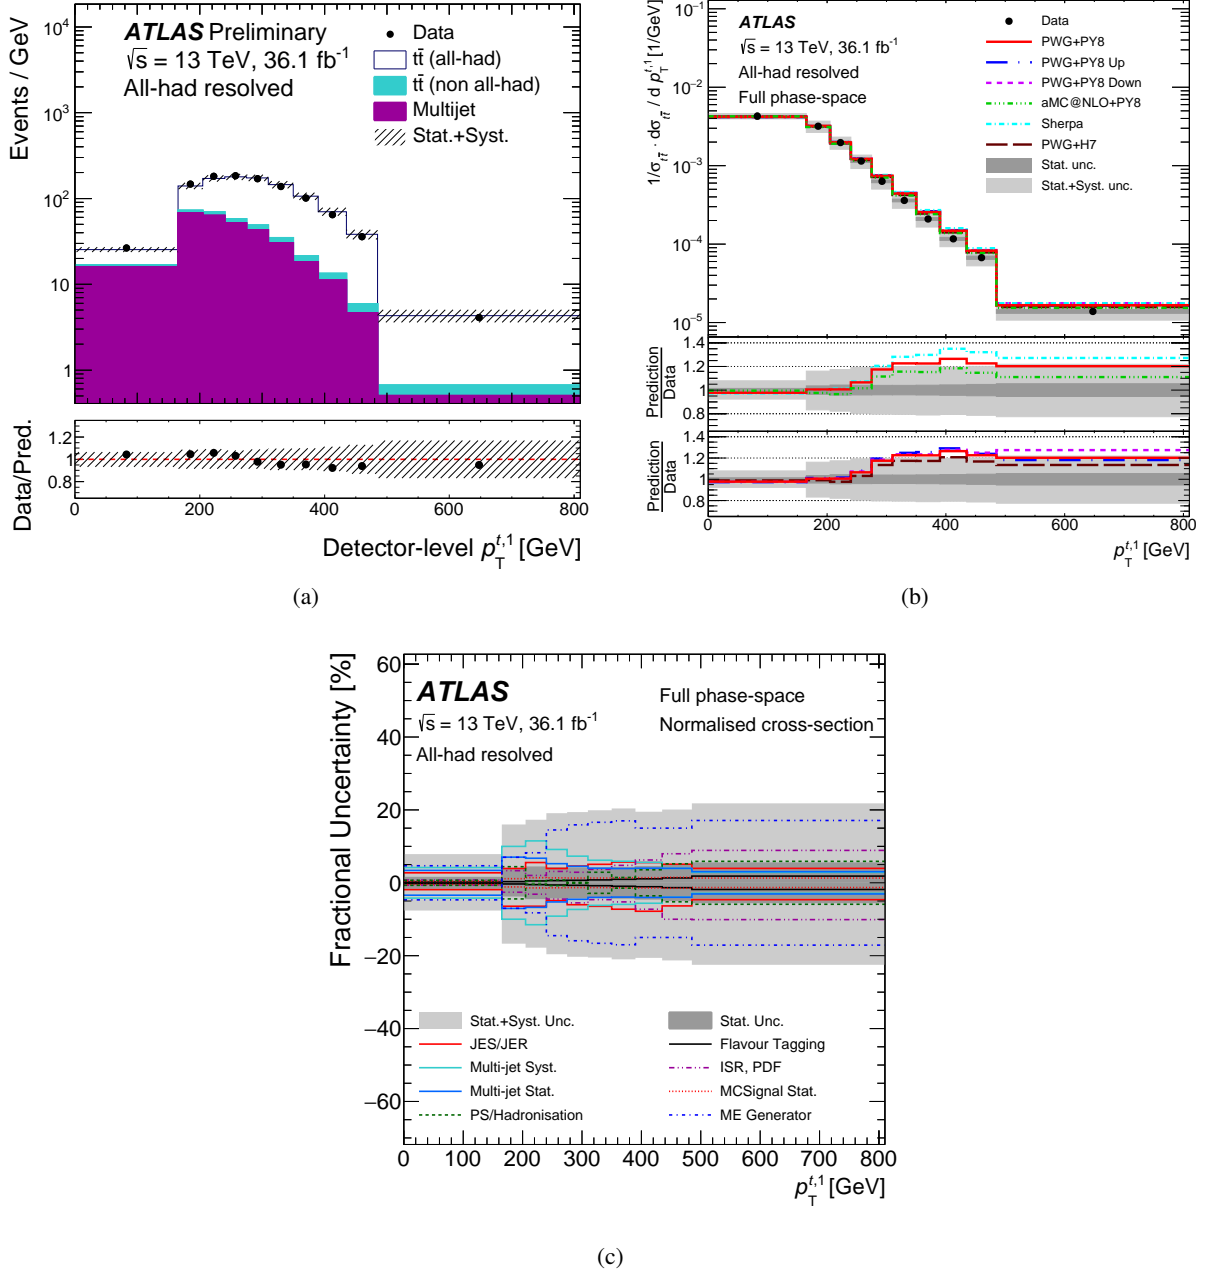 Events / GeV
10⁴
10³
10²
10
1
ATLAS Preliminary
√s = 13 TeV, 36.1 fb⁻¹
All-had resolved
Data
tt̄ (all-had)
tt̄ (non all-had)
Multijet
Stat.+Syst.
Data/Pred.
1.2
1
0.8
0 200 400 600 800
Detector-level p_T^{t,1} [GeV]
(a)
1/σ_{tt̄} · dσ_{tt̄} / d p_T^{t,1} [1/GeV]
10⁻¹
10⁻²
10⁻³
10⁻⁴
10⁻⁵
ATLAS
√s = 13 TeV, 36.1 fb⁻¹
All-had resolved
Full phase-space
Data
PWG+PY8
PWG+PY8 Up
PWG+PY8 Down
aMC@NLO+PY8
Sherpa
PWG+H7
Stat. unc.
Stat.+Syst. unc.
Prediction
Data
1.4
1.2
1
0.8
Prediction
Data
1.4
1.2
1
0.8
0 200 400 600 800
p_T^{t,1} [GeV]
(b)
Fractional Uncertainty [%]
60
40
20
0
−20
−40
−60
ATLAS
√s = 13 TeV, 36.1 fb⁻¹
All-had resolved
Full phase-space
Normalised cross-section
Stat.+Syst. Unc.
JES/JER
Multi-jet Syst.
Multi-jet Stat.
PS/Hadronisation
Stat. Unc.
Flavour Tagging
ISR, PDF
MCSignal Stat.
ME Generator
0 100 200 300 400 500 600 700 800
p_T^{t,1} [GeV]
(c)